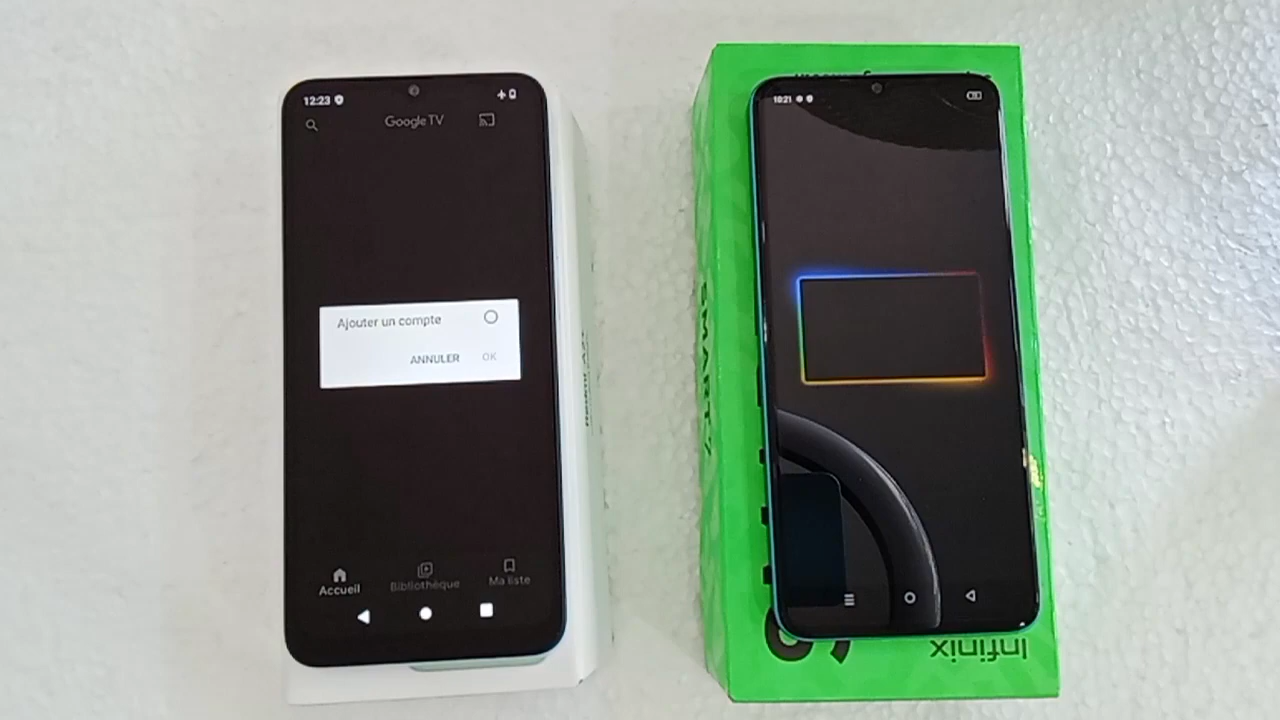 12:23
Google TV
Ajouter un compte
ANNULER OK
Accueil Bibliothèque Ma liste
10:21
SMART 7
Infinix